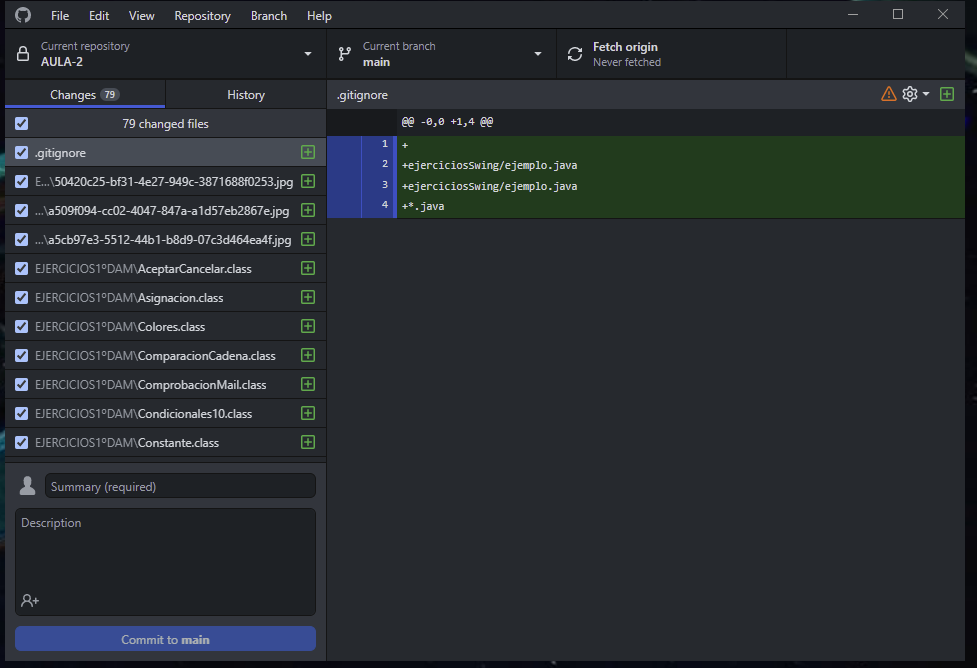 File Edit View Repository Branch Help
Current repository
AULA-2
Current branch
main
Fetch origin
Never fetched
Changes 79
History
79 changed files
.gitignore
E...\50420c25-bf31-4e27-949c-3871688f0253.jpg
...\a509f094-cc02-4047-847a-a1d57eb2867e.jpg
...\a5cb97e3-5512-44b1-b8d9-07c3d464ea4f.jpg
EJERCICIOS1ºDAM\AceptarCancelar.class
EJERCICIOS1ºDAM\Asignacion.class
EJERCICIOS1ºDAM\Colores.class
EJERCICIOS1ºDAM\ComparacionCadena.class
EJERCICIOS1ºDAM\ComprobacionMail.class
EJERCICIOS1ºDAM\Condicionales10.class
EJERCICIOS1ºDAM\Constante.class
Summary (required)
Description
Commit to main
.gitignore
@@ -0,0 +1,4 @@
1 +
2 +ejerciciosSwing/ejemplo.java
3 +ejerciciosSwing/ejemplo.java
4 +*.java